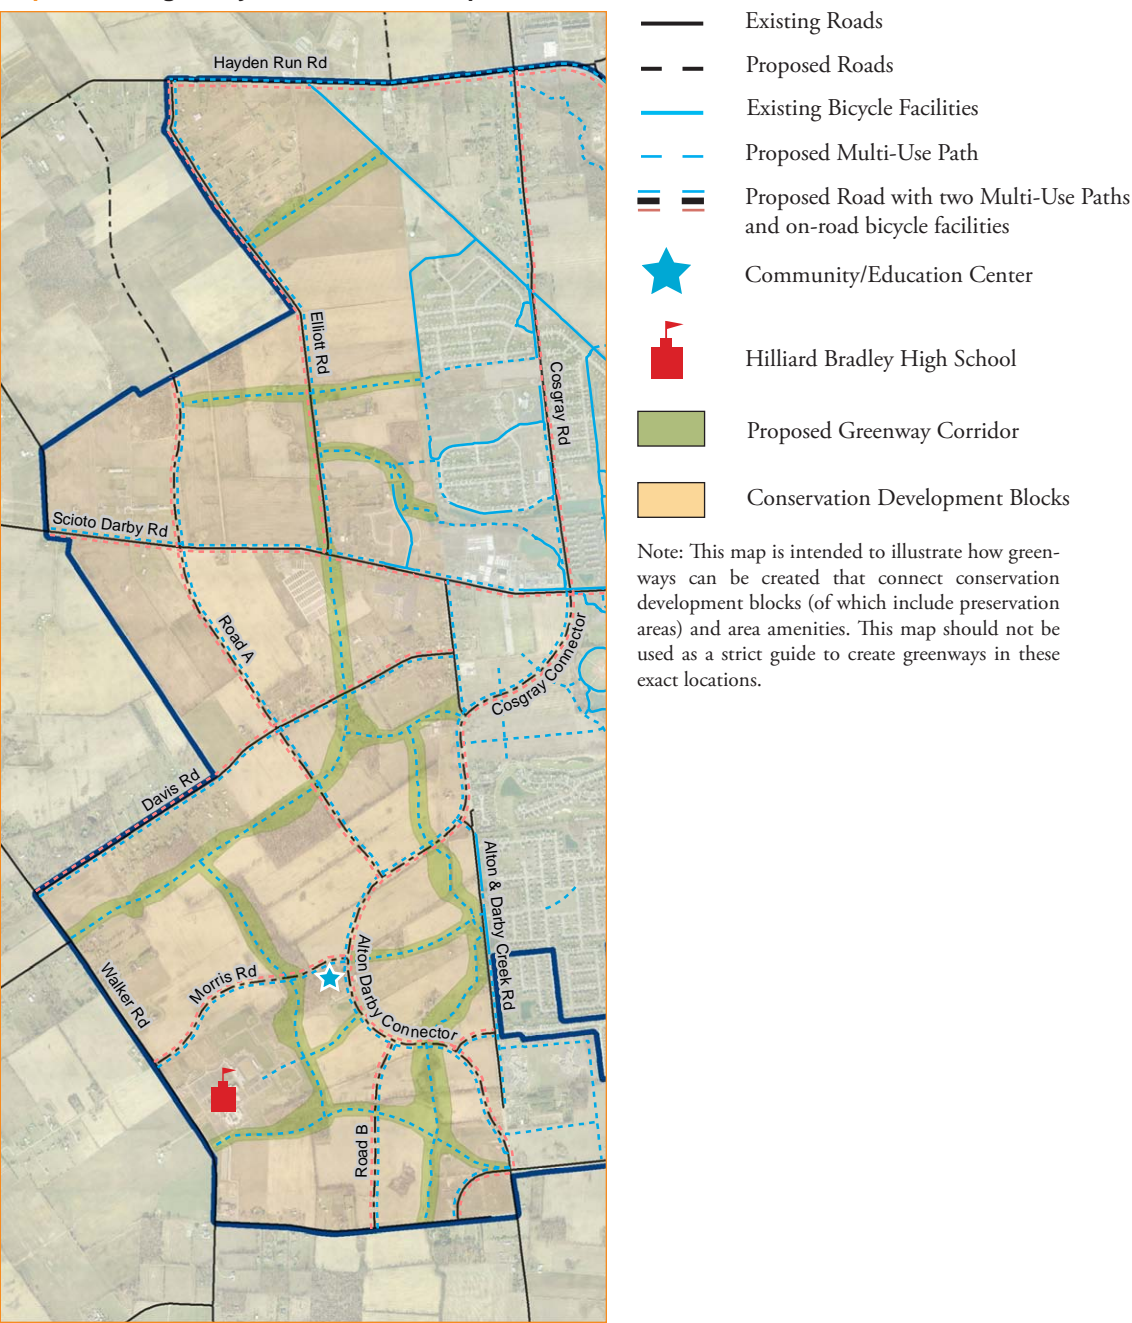 Hayden Run Rd
Elliott Rd
Cosgray Rd
Scioto Darby Rd
Road A
Cosgray Connector
Davis Rd
Alton & Darby Creek Rd
Alton Darby Connector
Morris Rd
Walker Rd
Road B
Existing Roads
Proposed Roads
Existing Bicycle Facilities
Proposed Multi-Use Path
Proposed Road with two Multi-Use Paths
and on-road bicycle facilities
Community/Education Center
Hilliard Bradley High School
Proposed Greenway Corridor
Conservation Development Blocks
Note: This map is intended to illustrate how green-
ways can be created that connect conservation
development blocks (of which include preservation
areas) and area amenities. This map should not be
used as a strict guide to create greenways in these
exact locations.